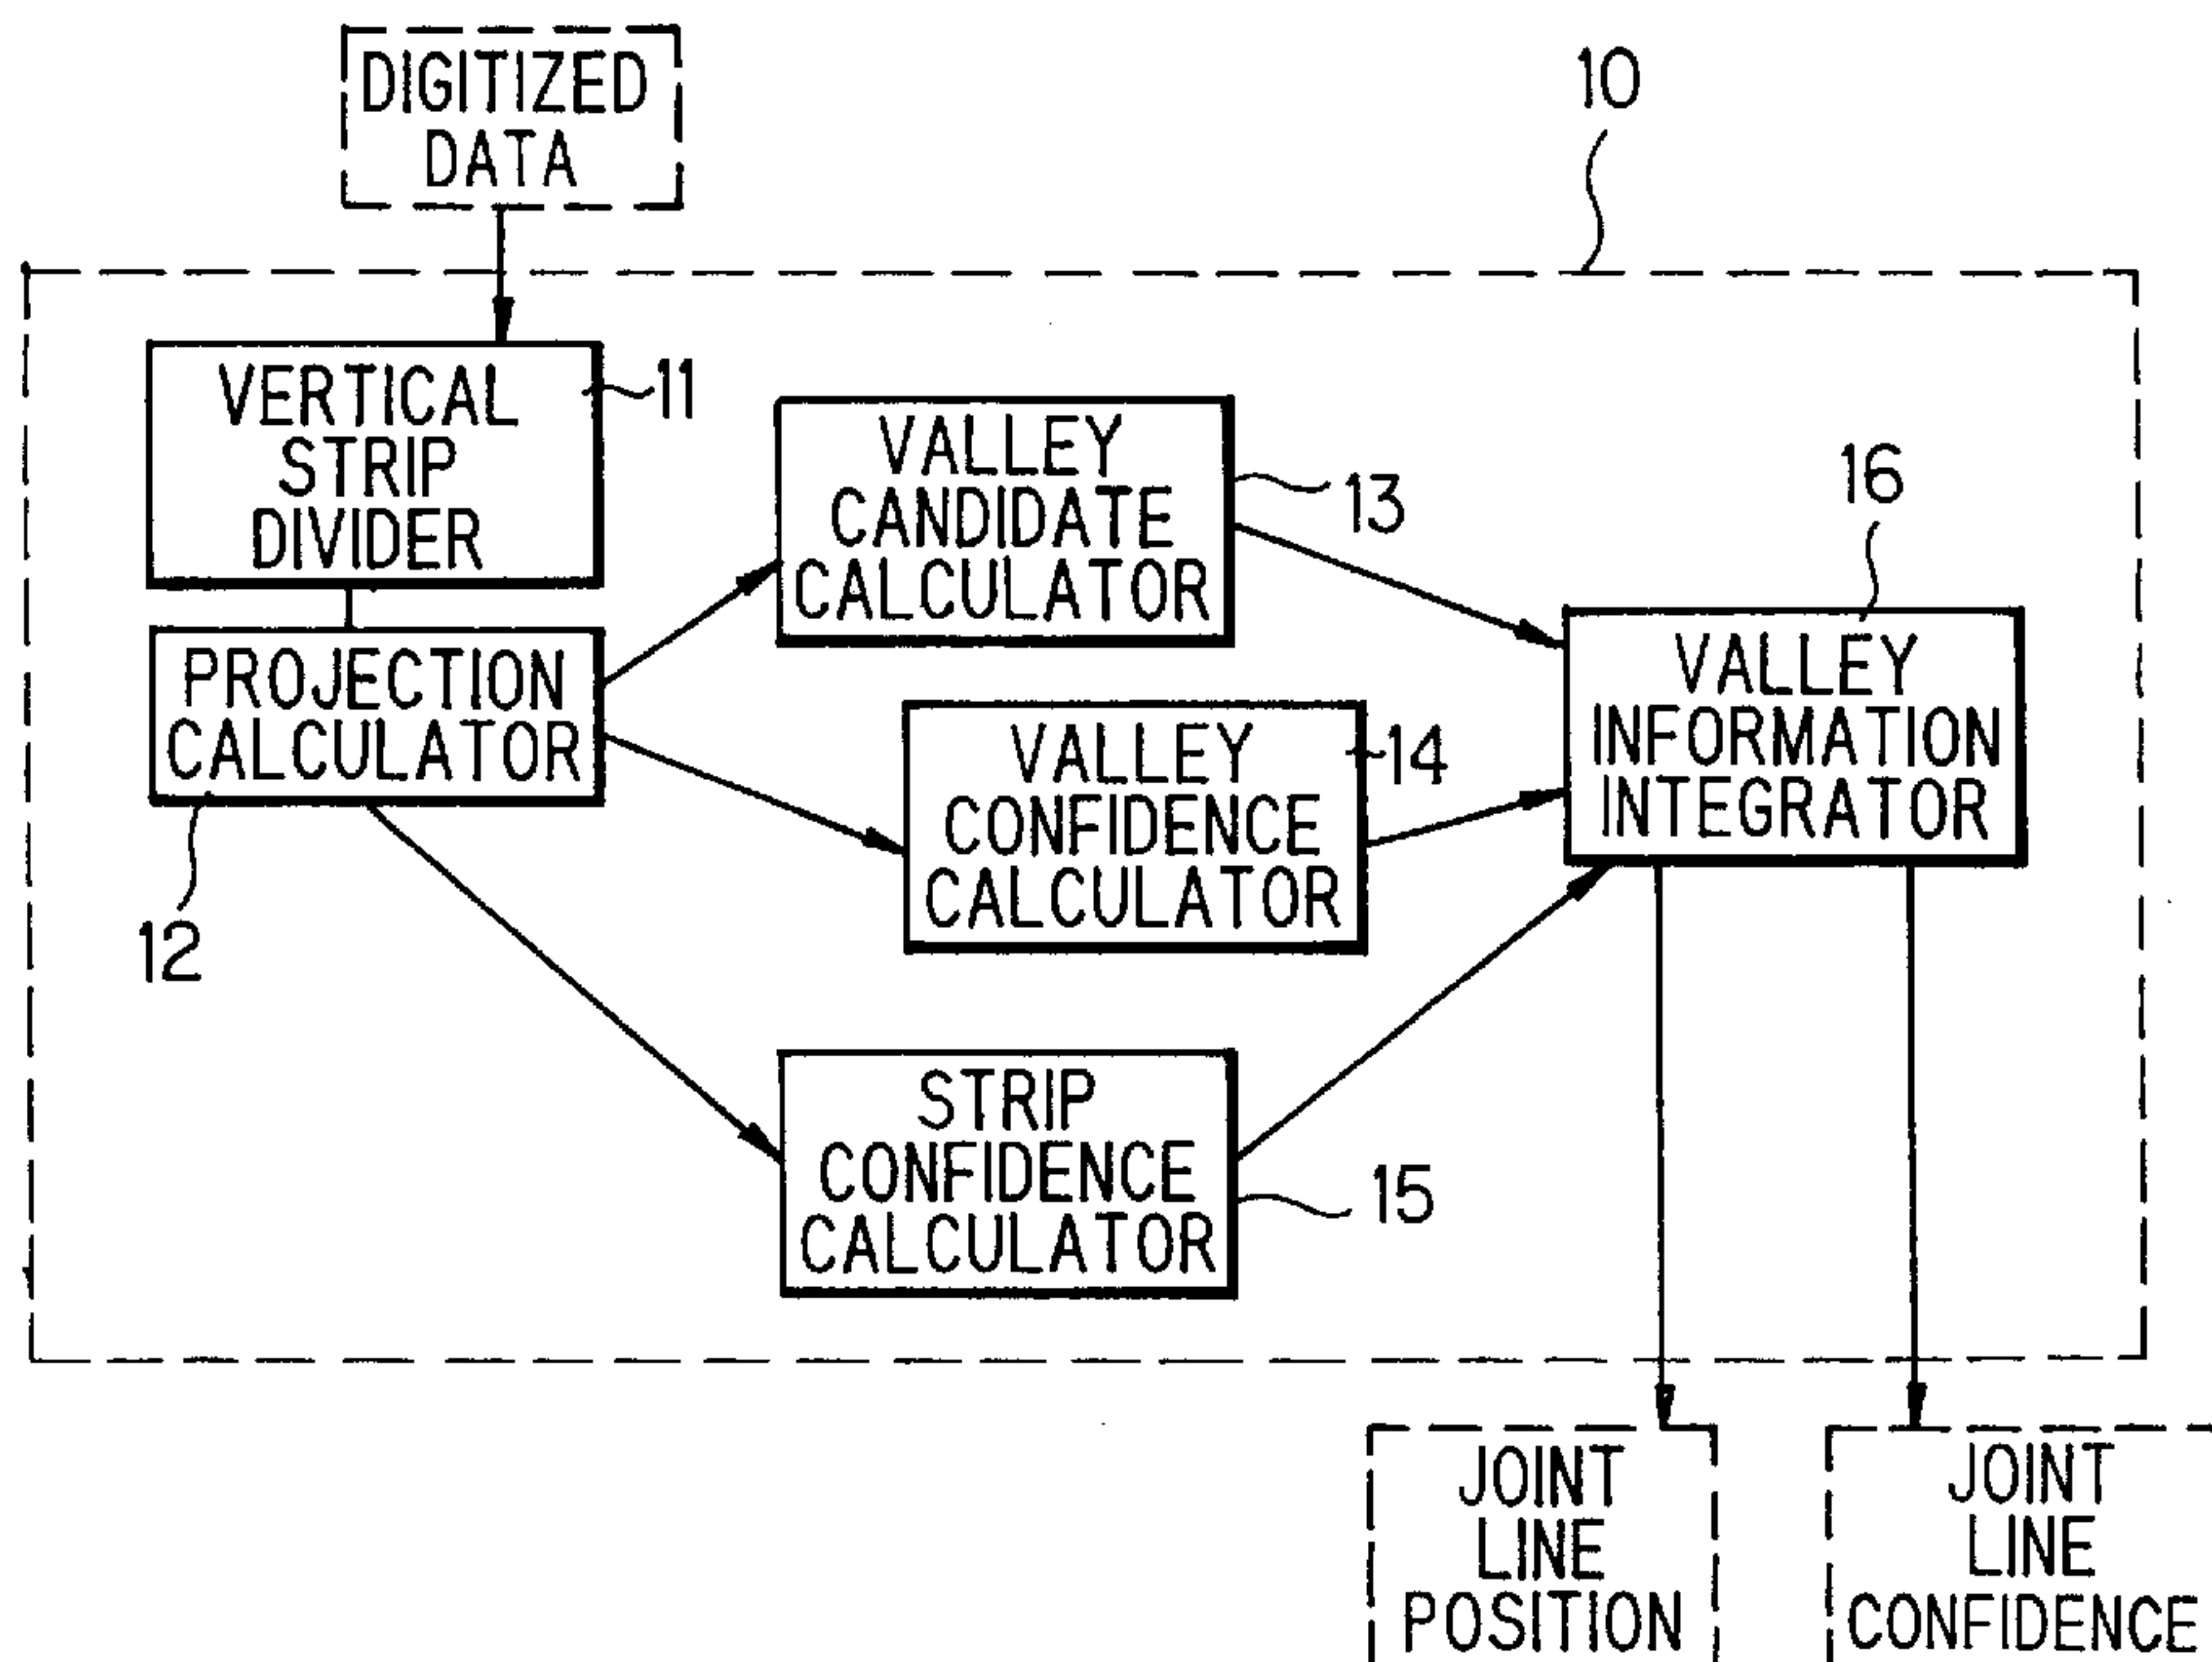 DIGITIZED
DATA
10
VERTICAL
STRIP
DIVIDER
11
PROJECTION
CALCULATOR
12
VALLEY
CANDIDATE
CALCULATOR
13
VALLEY
CONFIDENCE
CALCULATOR
14
STRIP
CONFIDENCE
CALCULATOR
15
16
VALLEY
INFORMATION
INTEGRATOR
JOINT
LINE
POSITION
JOINT
LINE
CONFIDENCE